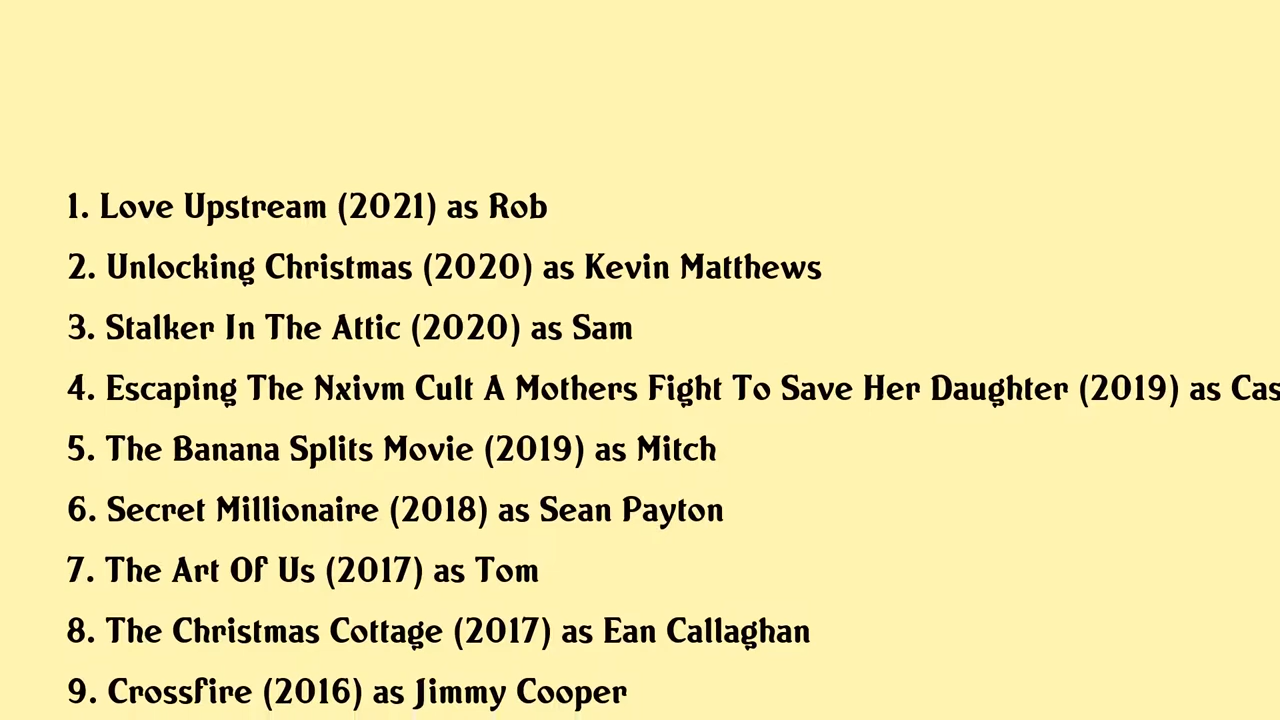 1. Love Upstream (2021) as Rob
2. Unlocking Christmas (2020) as Kevin Matthews
3. Stalker In The Attic (2020) as Sam
4. Escaping The Nxivm Cult A Mothers Fight To Save Her Daughter (2019) as
5. The Banana Splits Movie (2019) as Mitch
6. Secret Millionaire (2018) as Sean Payton
7. The Art Of Us (2017) as Tom
8. The Christmas Cottage (2017) as Ean Callaghan
9. Crossfire (2016) as Jimmy Cooper